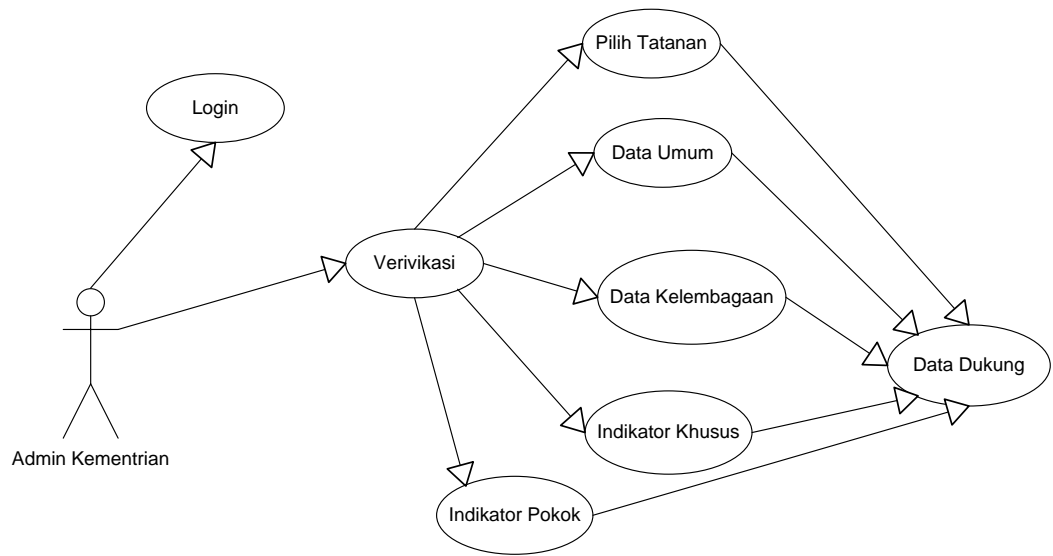 Pilih Tatanan
Login
Data Umum
Verivikasi
Data Kelembagaan
Data Dukung
Indikator Khusus
Admin Kementrian
Indikator Pokok